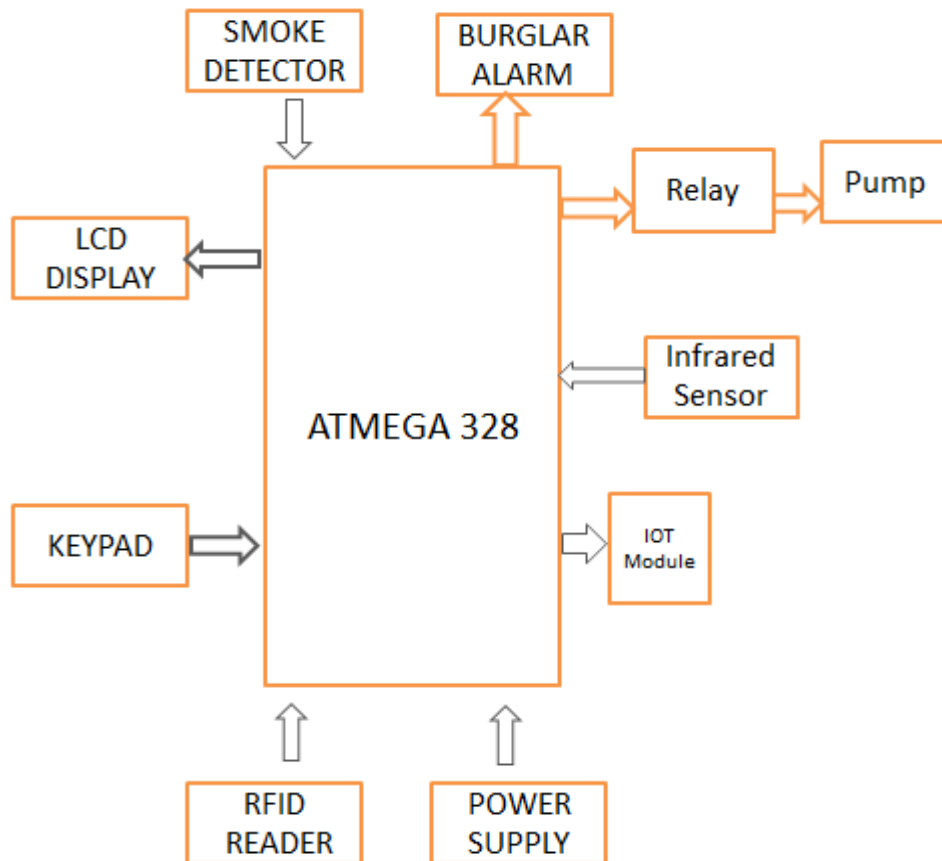 SMOKE
DETECTOR
BURGLAR
ALARM
Relay
Pump
LCD
DISPLAY
Infrared
Sensor
ATMEGA 328
KEYPAD
IOT
Module
RFID
READER
POWER
SUPPLY